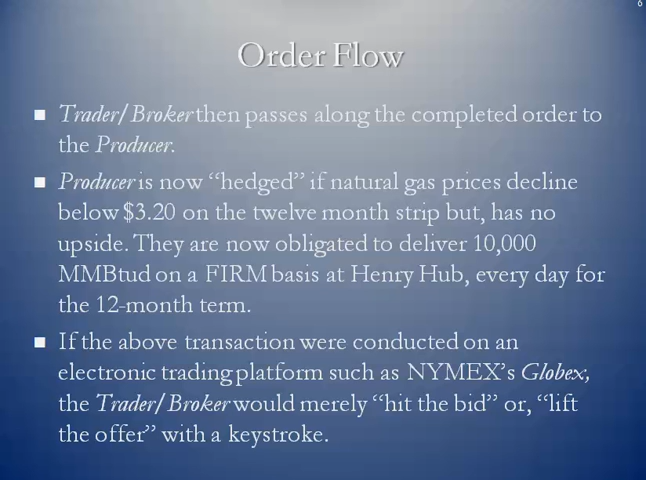 6
Order Flow
Trader/Broker then passes along the completed order to
the Producer.
Producer is now “hedged” if natural gas prices decline
below $3.20 on the twelve month strip but, has no
upside. They are now obligated to deliver 10,000
MMBtud on a FIRM basis at Henry Hub, every day for
the 12-month term.
If the above transaction were conducted on an
electronic trading platform such as NYMEX’s Globex,
the Trader/Broker would merely “hit the bid” or, “lift
the offer” with a keystroke.